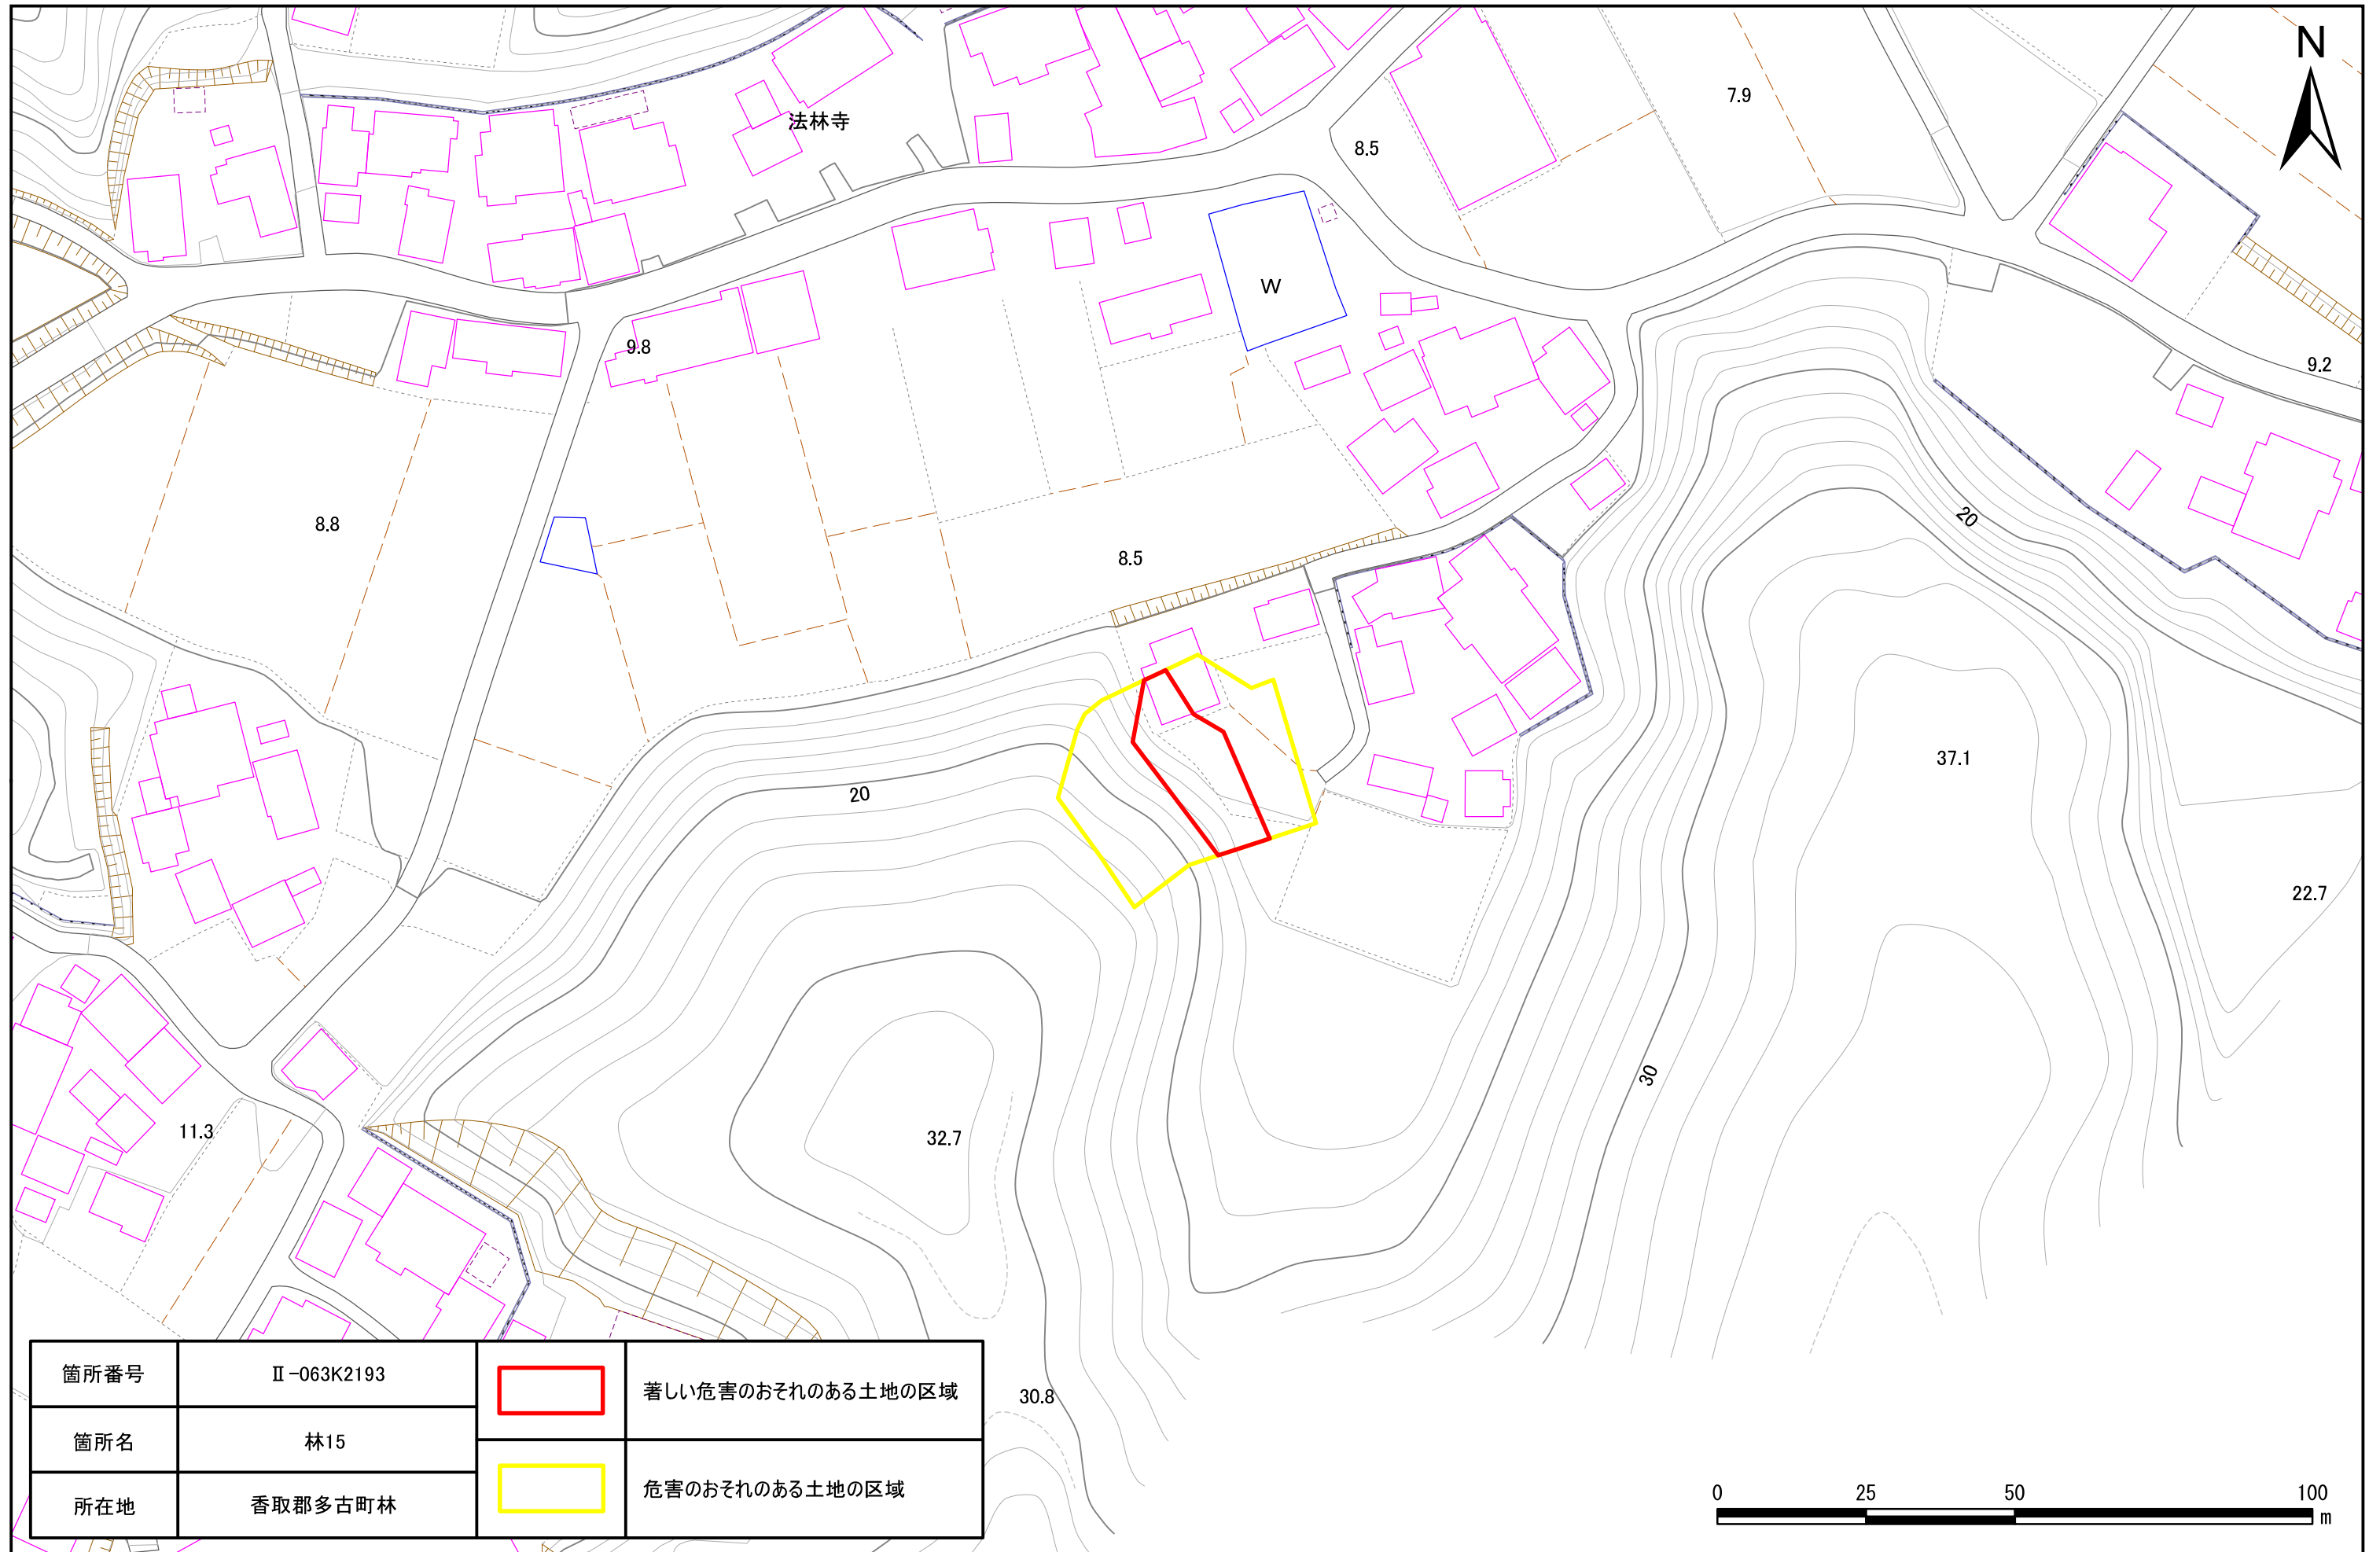 N
7.9
法林寺
8.5
W
9.8
9.2
8.8
20
8.5
37.1
20
22.7
30
11.3
32.7
30.8
箇所番号 Ⅱ-063K2193
箇所名 林15
所在地 香取郡多古町林
著しい危害のおそれのある土地の区域
危害のおそれのある土地の区域
0 25 50 100
m